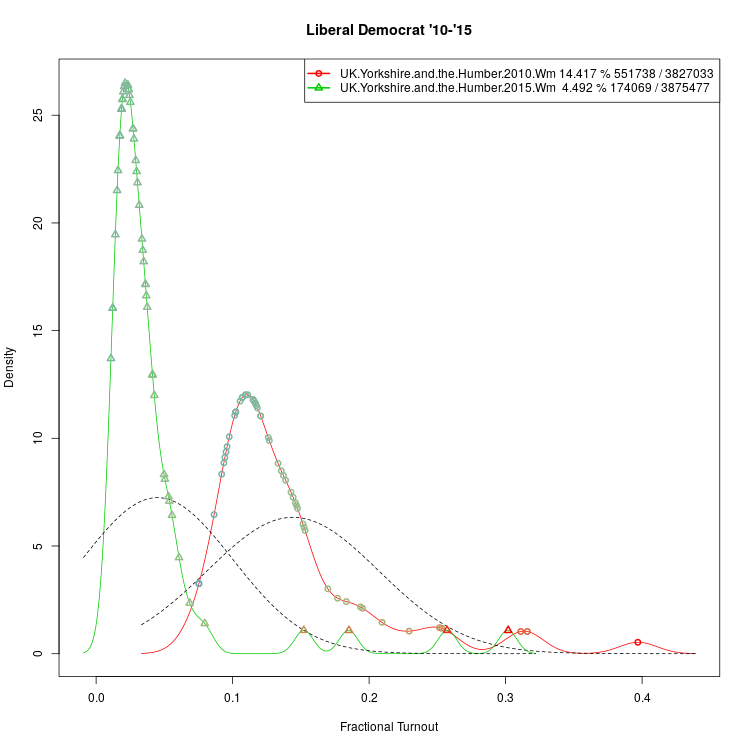 Liberal Democrat '10-'15
UK.Yorkshire.and.the.Humber.2010.Wm 14.417 % 551738 / 3827033
UK.Yorkshire.and.the.Humber.2015.Wm  4.492 % 174069 / 3875477
25
20
15
10
5
0
Density
0.0 0.1 0.2 0.3 0.4
Fractional Turnout